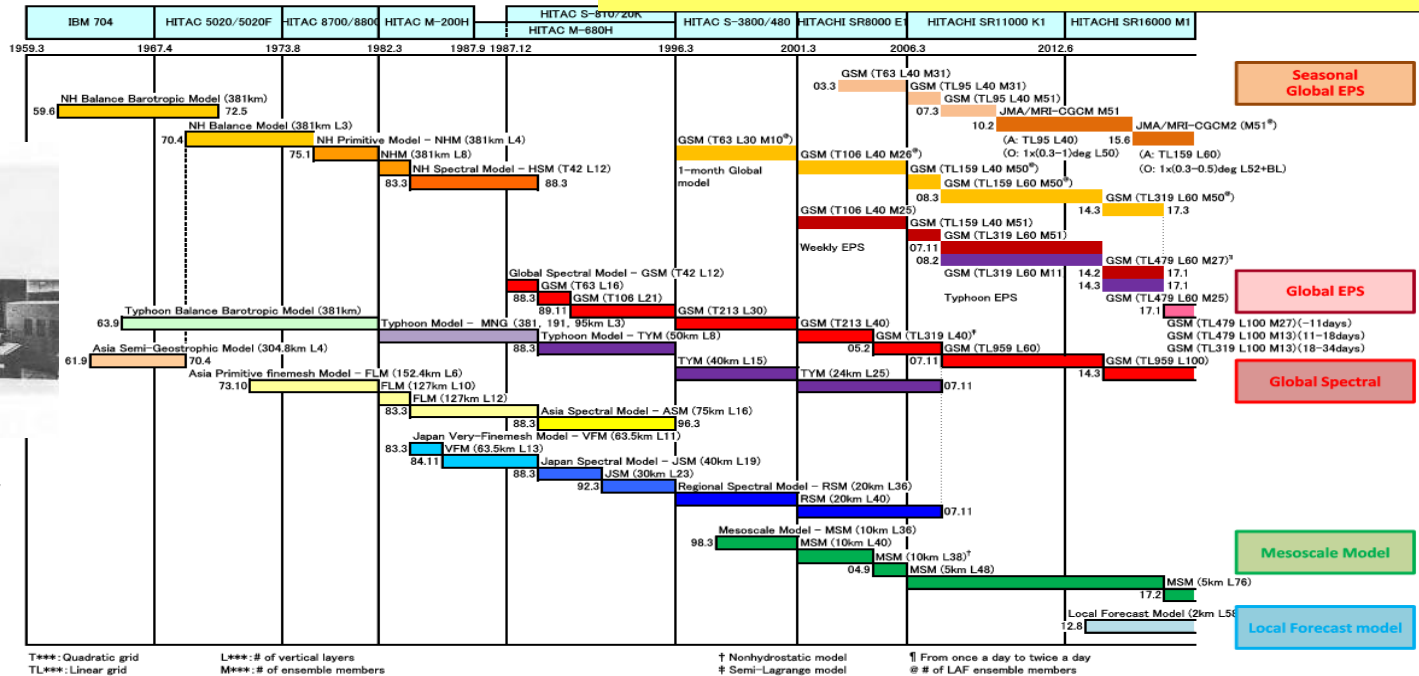 IBM 704 HITAC 5020/5020F HITAC 8700/8800 HITAC M-200H HITAC S-810/20K HITAC S-3800/480 HITACHI SR8000 E1 HITACHI SR11000 K1 HITACHI SR16000 M1
HITAC M-680H
1959.3 1967.4 1973.8 1982.3 1987.9 1987.12 1996.3 2001.3 2006.3 2012.6
GSM (T63 L40 M31)
03.3 GSM (TL95 L40 M31)
Seasonal
Global EPS
NH Balance Barotropic Model (381km)
GSM (TL95 L40 M51)
59.6 72.5
07.3 JMA/MRI-CGCM M51
NH Balance Model (381km L3)
10.2 JMA/MRI-CGCM2 (M51@)
70.4 NH Primitive Model - NHM (381km L4)
GSM (T63 L30 M10@)
(A: TL95 L40) 15.6
(O: 1x(0.3-1)deg L50) (A: TL159 L60)
75.1 NHM (381km L8)
GSM (T106 L40 M26@)
(O: 1x(0.3-0.5)deg L52+BL)
NH Spectral Model - HSM (T42 L12)
1-month Global
model
GSM (TL159 L40 M50@)
83.3 88.3
GSM (TL159 L60 M50@)
08.3 GSM (TL319 L60 M50@)
GSM (T106 L40 M25)
14.3 17.3
GSM (TL159 L40 M51)
GSM (TL319 L60 M51)
Weekly EPS 07.11
08.2 GSM (TL479 L60 M27)¶
Global Spectral Model - GSM (T42 L12)
GSM (TL319 L60 M11 14.2 17.1
GSM (T63 L16)
14.3 17.1
88.3 GSM (T106 L21)
Typhoon EPS GSM (TL479 L60 M25)
Global EPS
Typhoon Balance Barotropic Model (381km)
89.11 GSM (T213 L30)
17.1
63.9 Typhoon Model - MNG (381, 191, 95km L3)
GSM (T213 L40)
GSM (TL479 L100 M27)(-11days)
Typhoon Model - TYM (50km L8)
GSM (TL319 L40)‡
GSM (TL479 L100 M13)(11-18days)
Asia Semi-Geostrophic Model (304.8km L4)
88.3 05.2 GSM (TL959 L60)
GSM (TL319 L100 M13)(18-34days)
61.9 70.4
TYM (40km L15) 07.11 GSM (TL959 L100)
Asia Primitive finemesh Model - FLM (152.4km L6)
TYM (24km L25) 14.3
Global Spectral
73.10 FLM (127km L10)
07.11
FLM (127km L12)
83.3 Asia Spectral Model - ASM (75km L16)
88.3 96.3
Japan Very-Finemesh Model - VFM (63.5km L11)
83.3 VFM (63.5km L13)
84.11 Japan Spectral Model - JSM (40km L19)
88.3 JSM (30km L23)
92.3 Regional Spectral Model - RSM (20km L36)
RSM (20km L40)
07.11
Mesoscale Model - MSM (10km L36)
98.3 MSM (10km L40)
MSM (10km L38)†
Mesoscale Model
04.9 MSM (5km L48)
MSM (5km L76)
17.2
Local Forecast Model (2km L58
12.8
Local Forecast model
T***: Quadratic grid L***: # of vertical layers † Nonhydrostatic model ¶ From once a day to twice a day
TL***: Linear grid M***: # of ensemble members ‡ Semi-Lagrange model @ # of LAF ensemble members